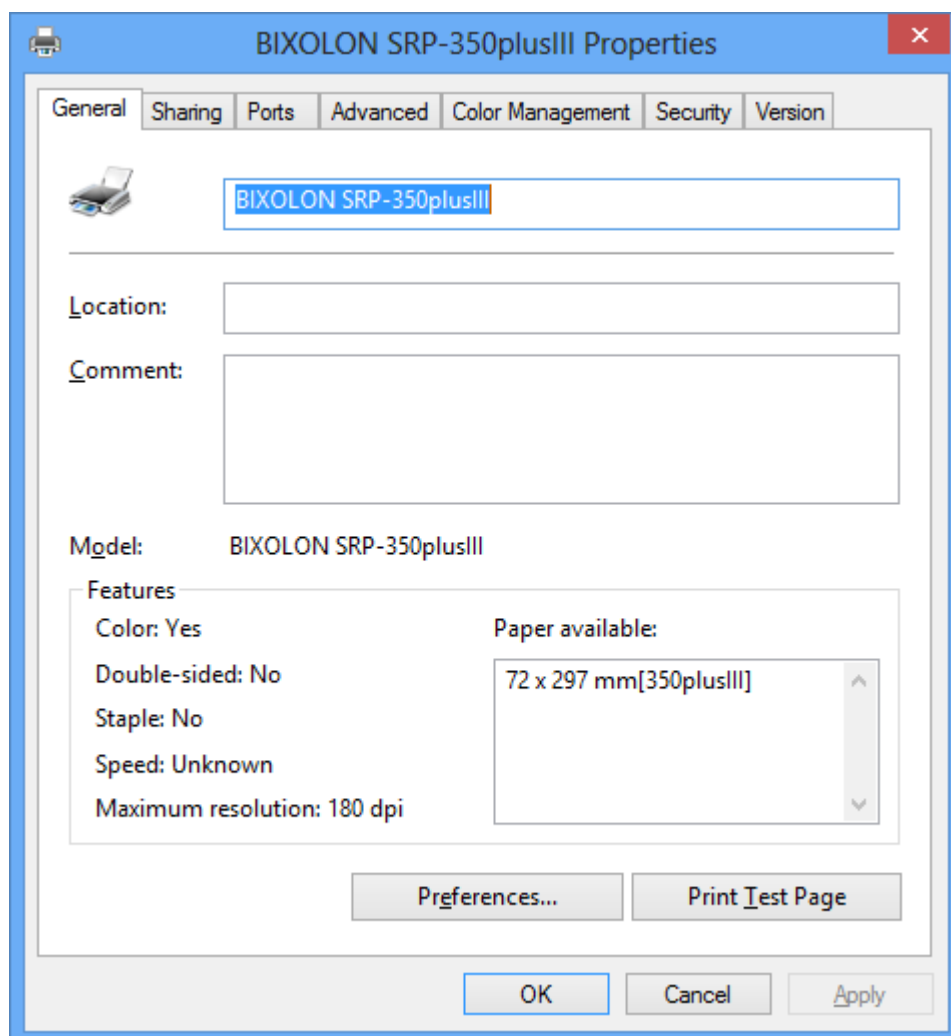 BIXOLON SRP-350plusIII Properties
General Sharing Ports Advanced Color Management Security Version
BIXOLON SRP-350plusIII
Location:
Comment:
Model: BIXOLON SRP-350plusIII
Features
Color: Yes
Double-sided: No
Staple: No
Speed: Unknown
Maximum resolution: 180 dpi
Paper available:
72 x 297 mm[350plusIII]
Preferences... Print Test Page
OK Cancel Apply